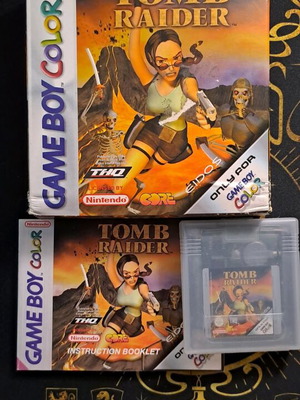 TOMB
RAIDER
GAME BOY COLOR
THQ
Nintendo
CORE
EIDOS
ONLY FOR
GAME BOY
COLOR
TOMB
RAIDER
GAME BOY COLOR
THQ
Nintendo
CORE
INSTRUCTION BOOKLET
TOMB
RAIDER